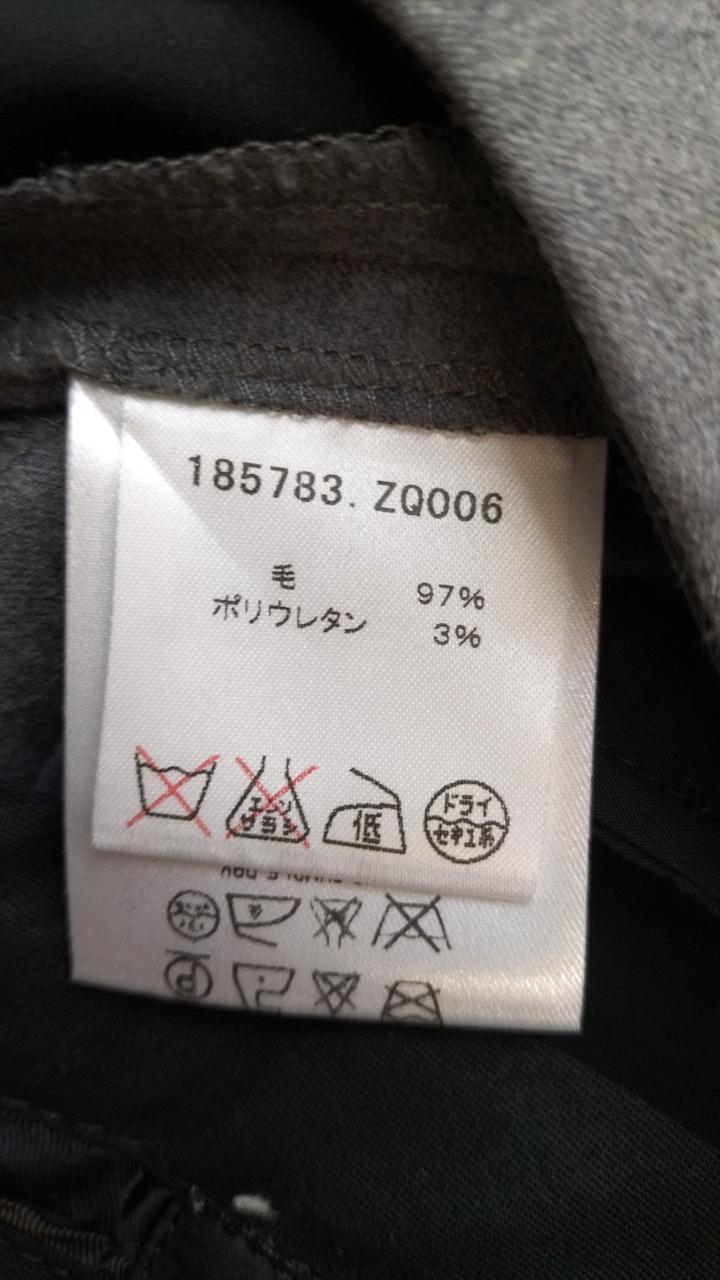 185783. ZQ006
毛 97%
ポリウレタン 3%
エンソ
サラシ
低
ドライ
セキユ系
P